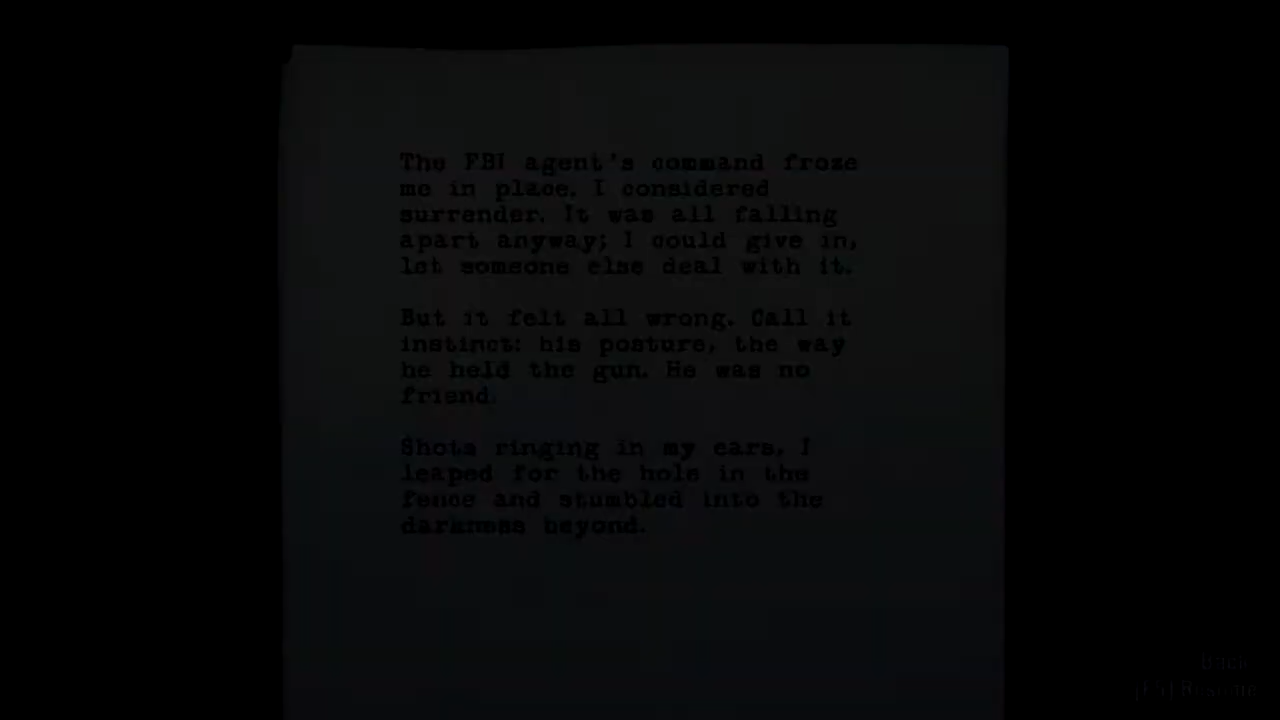 The FBI agent's command froze
me in place. I considered
surrender. It was all falling
apart anyway; I could give in,
let someone else deal with it.
But it felt all wrong. Call it
instinct: his posture, the way
he held the gun. He was no
friend.
Shots ringing in my ears, I
leaped for the hole in the
fence and stumbled into the
darkness beyond.
Back
Resume